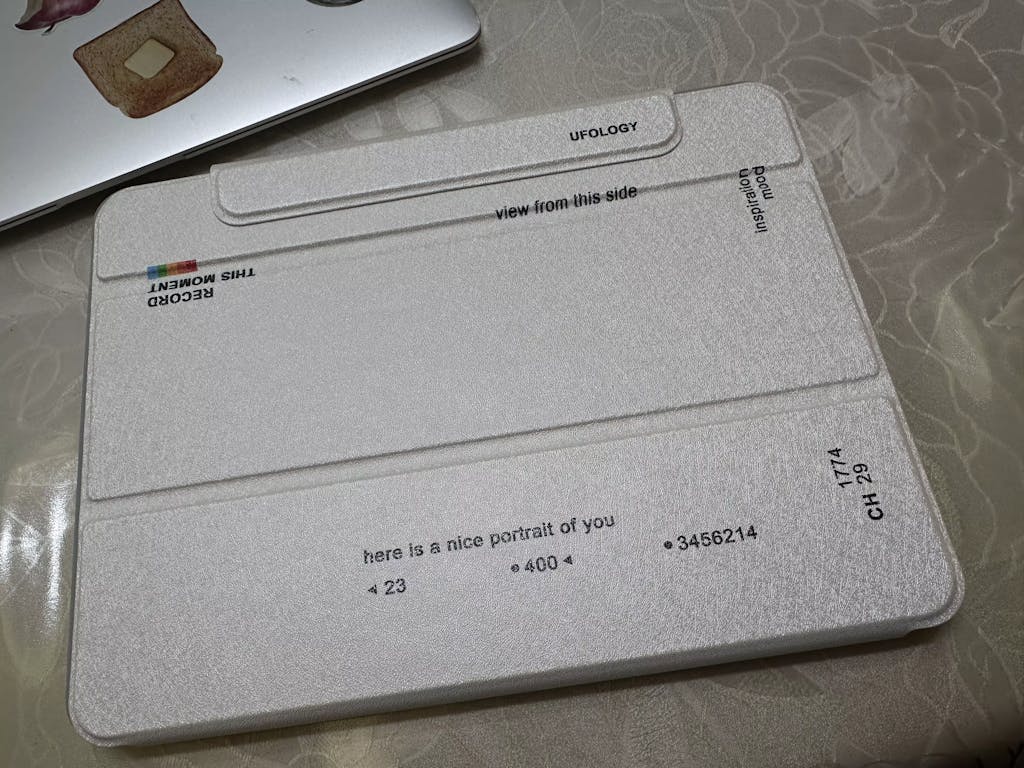 UFOLOGY
view from this side
inspiration
mood
RECORD
THIS MOMENT
here is a nice portrait of you
◄ 23
● 400 ◄
● 3456214
1774
CH 29